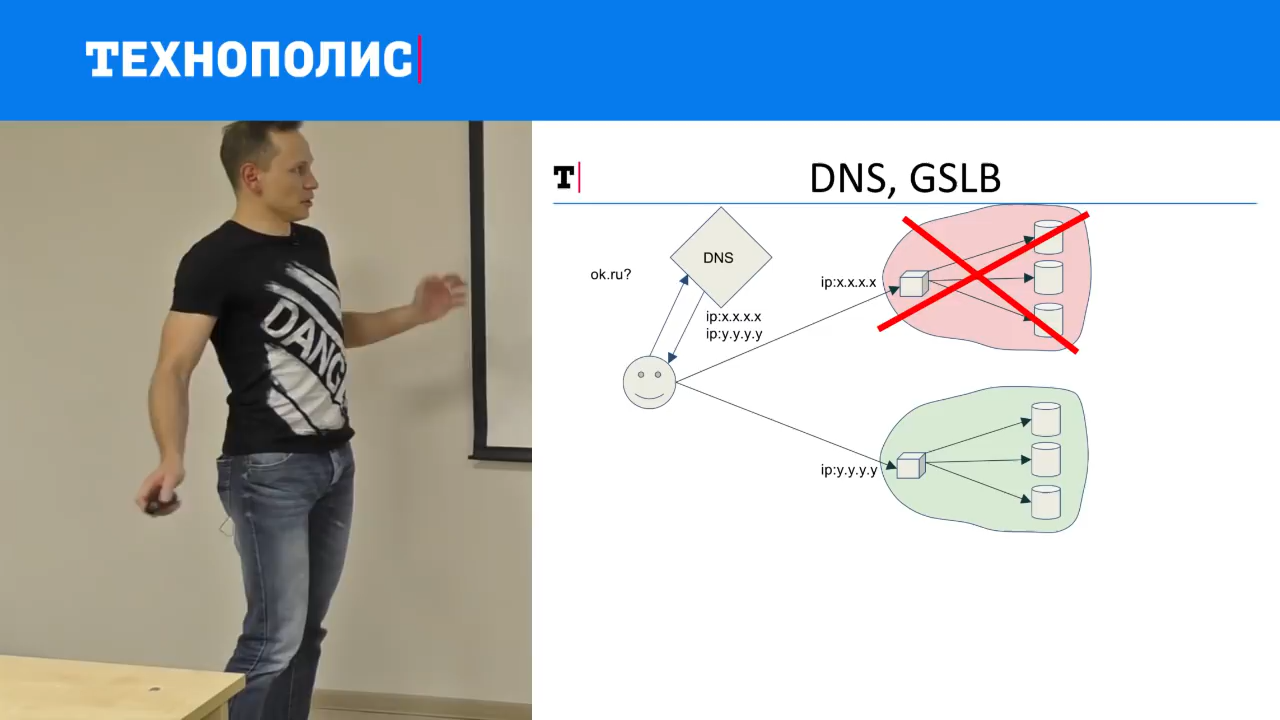 ТЕХНОПОЛИС
T
DNS, GSLB
DNS
ok.ru?
ip:x.x.x.x
ip:x.x.x.x
ip:y.y.y.y
ip:y.y.y.y
DANG